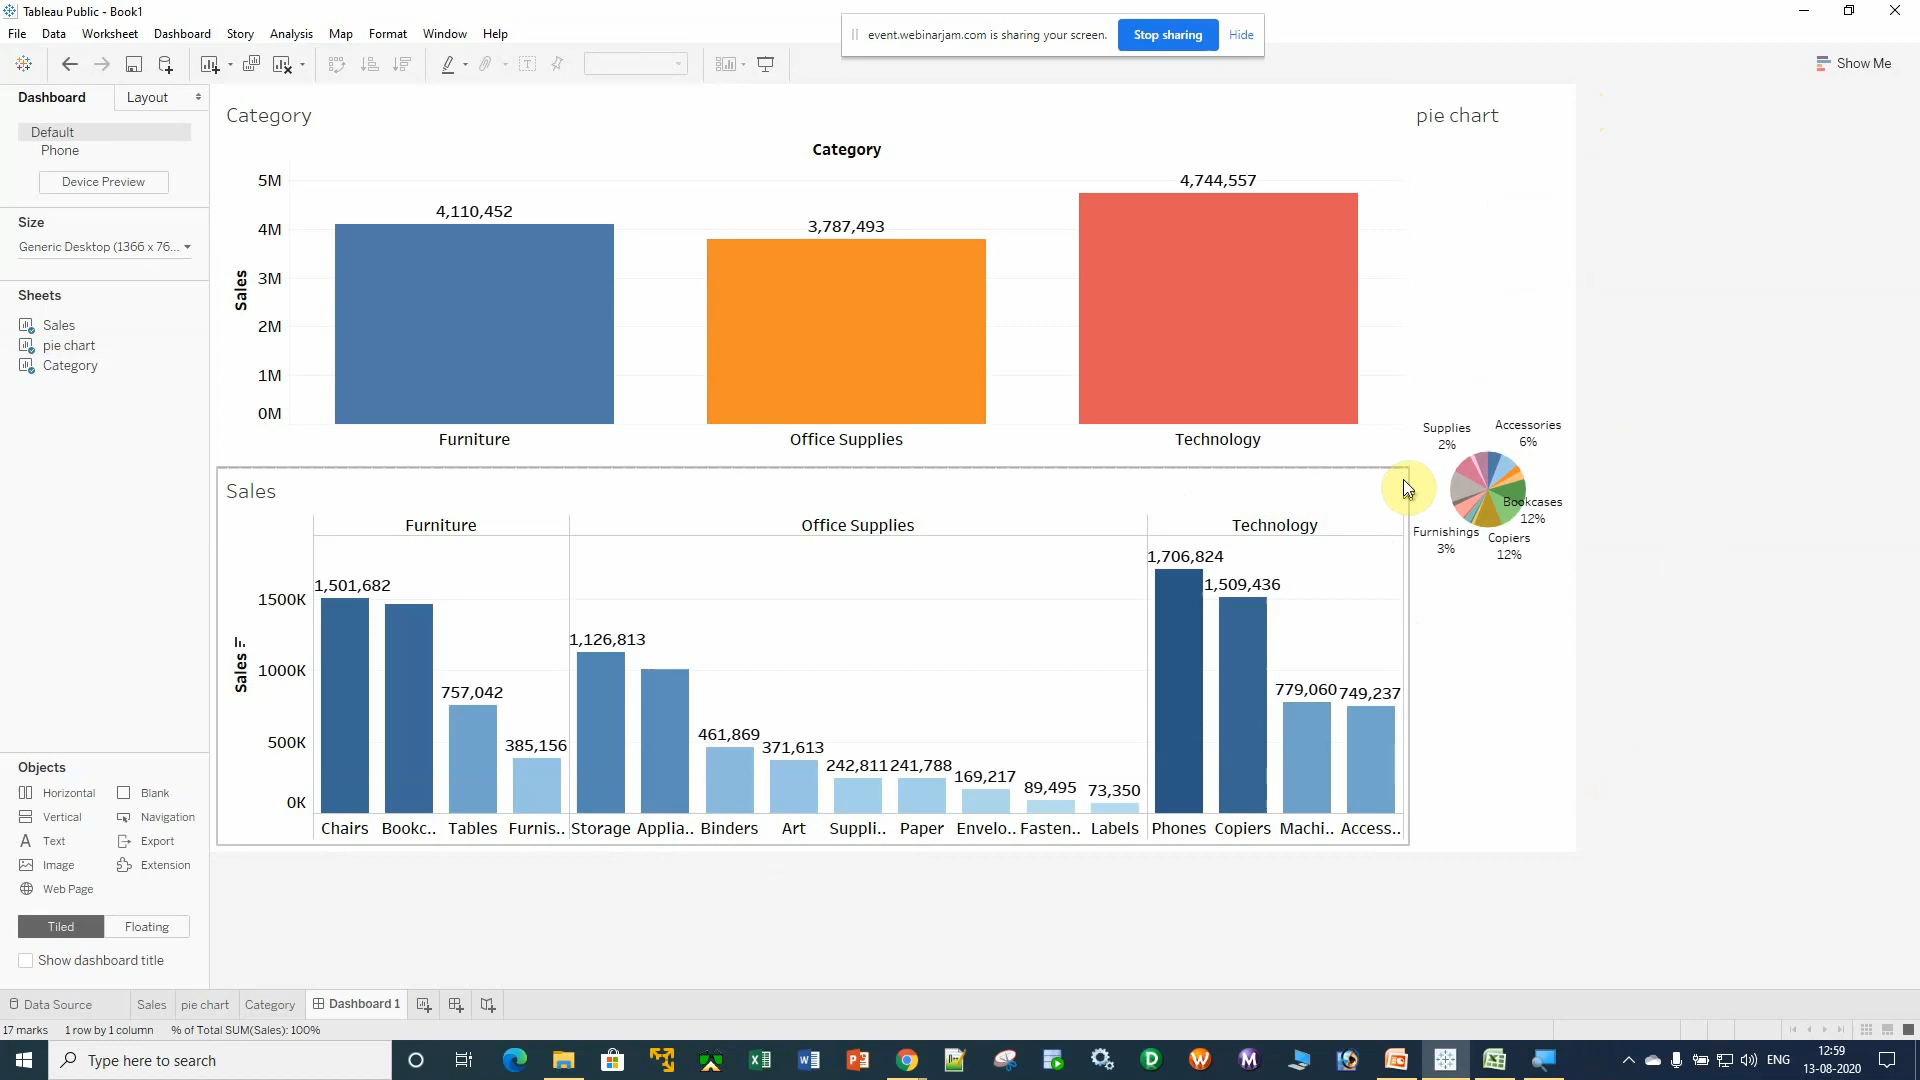 Tableau Public - Book1
File Data Worksheet Dashboard Story Analysis Map Format Window Help
event.webinarjam.com is sharing your screen. Stop sharing Hide
Show Me
Dashboard Layout
Default
Phone
Device Preview
Size
Generic Desktop (1366 x 76...
Sheets
Sales
pie chart
Category
Objects
Horizontal Blank
Vertical Navigation
Text Export
Image Extension
Web Page
Tiled Floating
Show dashboard title
Category
Category
Sales
5M
4M
3M
2M
1M
0M
4,110,452
3,787,493
4,744,557
Furniture Office Supplies Technology
Sales
Furniture Office Supplies Technology
Sales
1500K
1000K
500K
0K
1,501,682
757,042
385,156
1,126,813
461,869
371,613
242,811
241,788
169,217
89,495
73,350
1,706,824
1,509,436
779,060
749,237
Chairs Bookc.. Tables Furnis.. Storage Applia.. Binders Art Suppli.. Paper Envelo.. Fasten.. Labels Phones Copiers Machi.. Access..
pie chart
Supplies
2%
Accessories
6%
Bookcases
12%
Furnishings
3%
Copiers
12%
Data Source Sales pie chart Category Dashboard 1
17 marks 1 row by 1 column % of Total SUM(Sales): 100%
Type here to search
ENG
12:59
13-08-2020